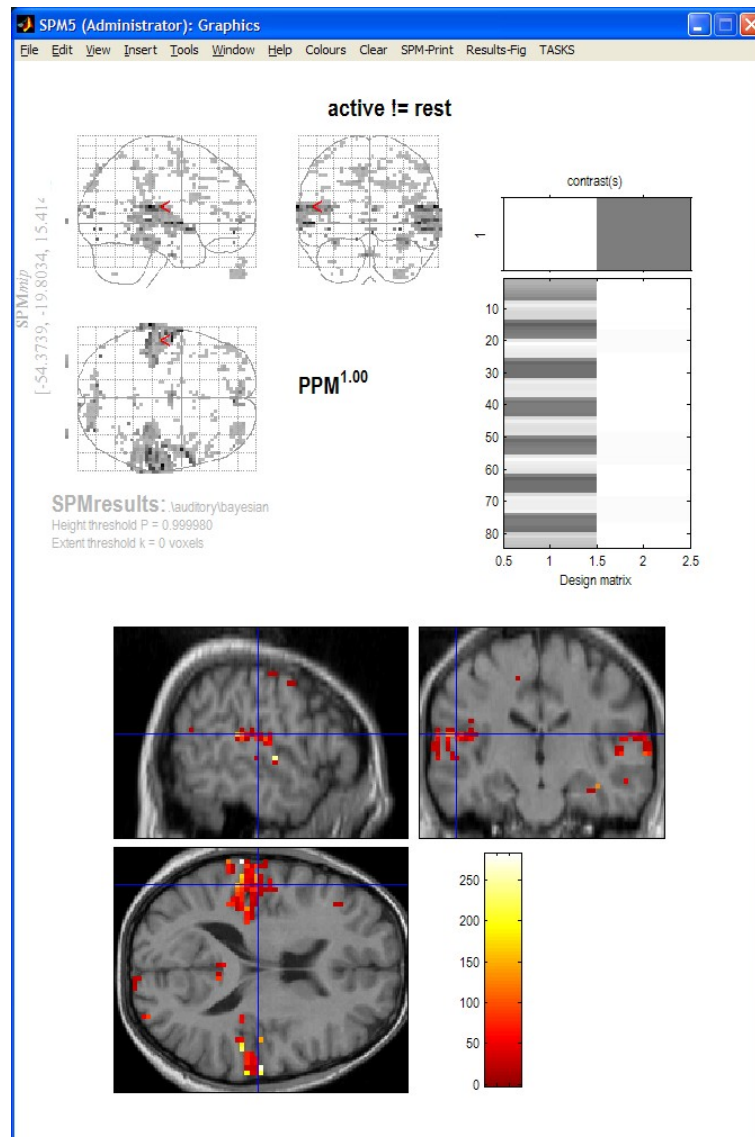 SPM5 (Administrator): Graphics
File Edit View Insert Tools Window Help Colours Clear SPM-Print Results-Fig TASKS
active != rest
SPMmip
[-54.3739, -19.8034, 15.414
PPM1.00
contrast(s)
1
10
20
30
40
50
60
70
80
0.5 1 1.5 2 2.5
Design matrix
SPMresults: .\auditory\bayesian
Height threshold P = 0.999980
Extent threshold k = 0 voxels
250
200
150
100
50
0